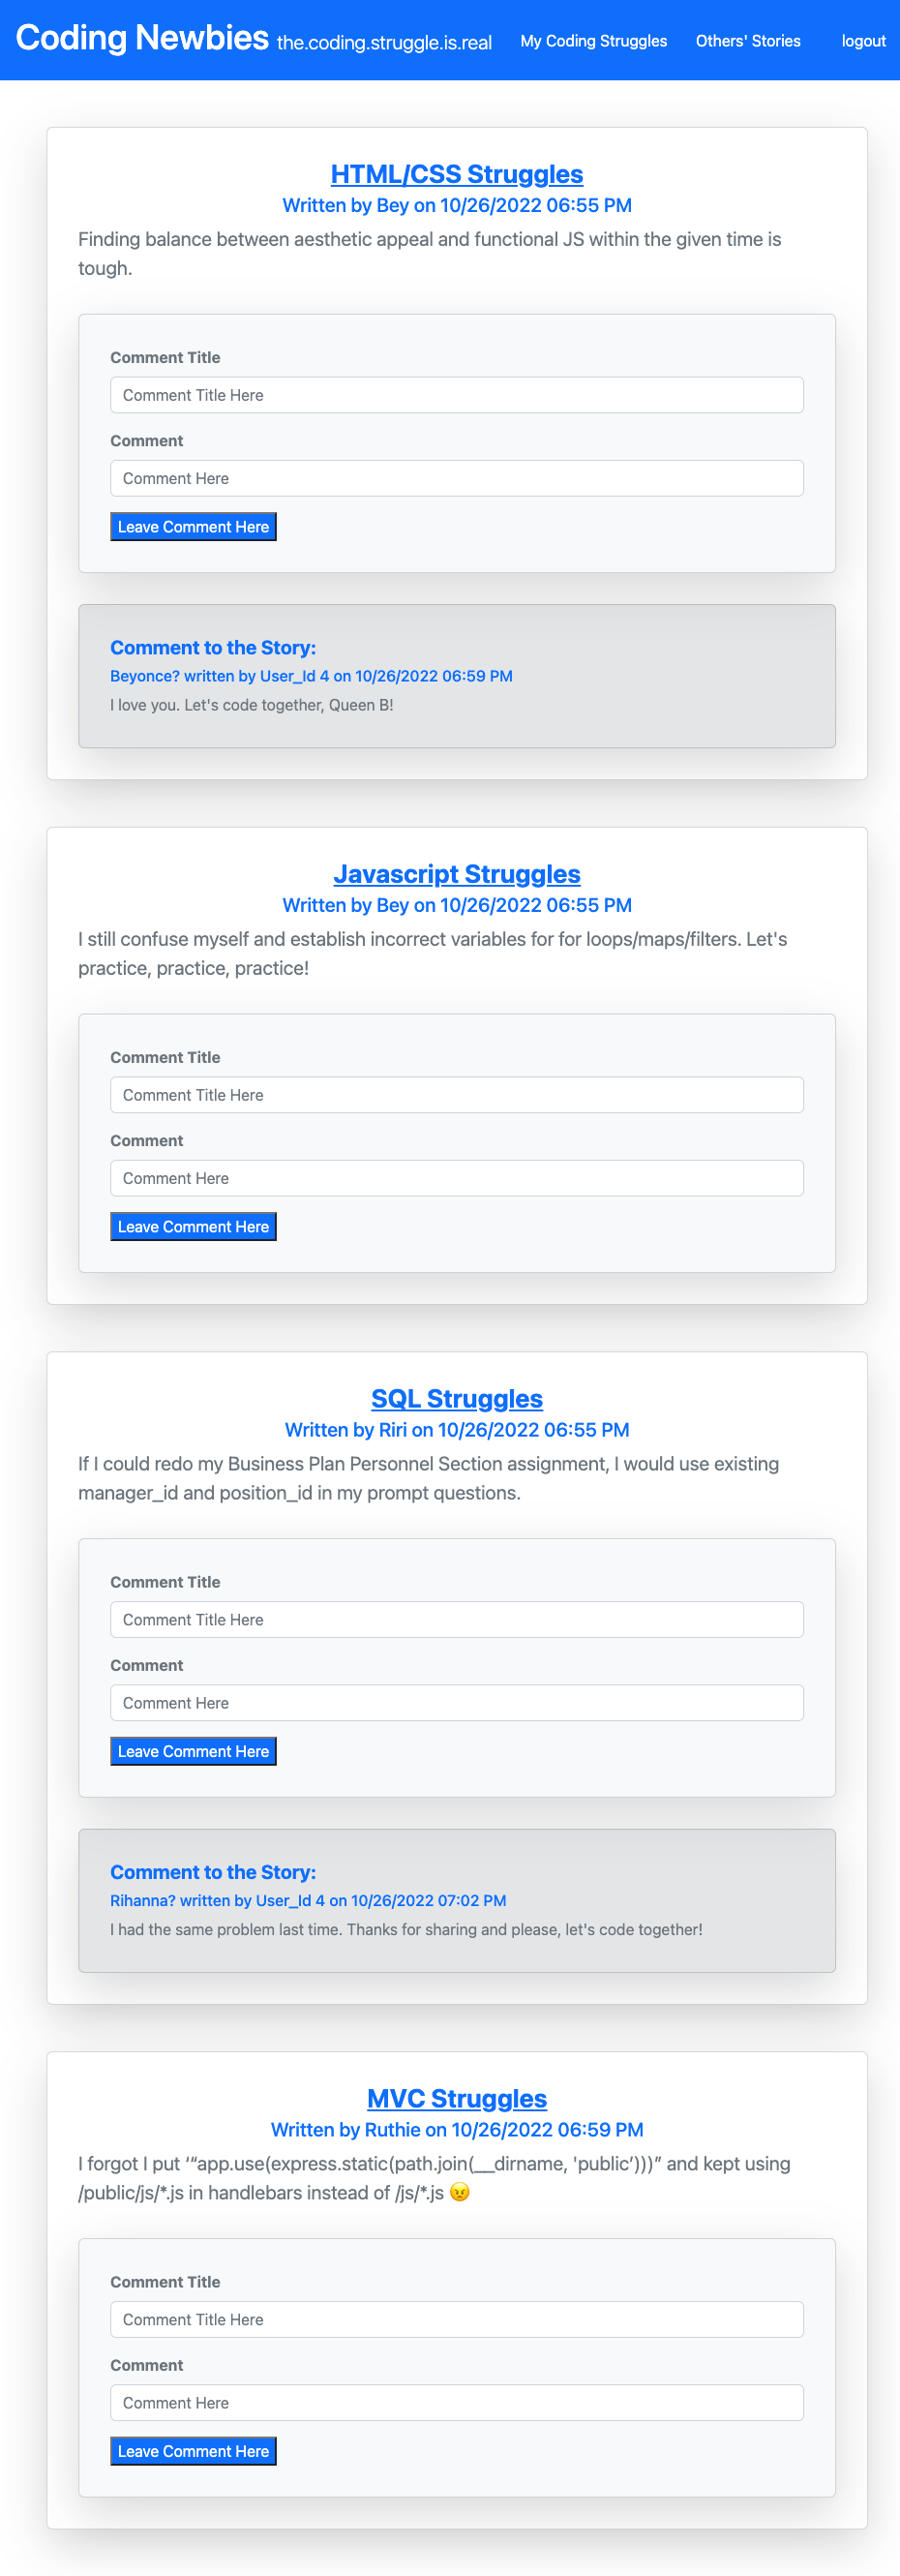 Coding Newbies the.coding.struggle.is.real My Coding Struggles Others' Stories logout
HTML/CSS Struggles
Written by Bey on 10/26/2022 06:55 PM
Finding balance between aesthetic appeal and functional JS within the given time is
tough.
Comment Title
Comment Title Here
Comment
Comment Here
Leave Comment Here
Comment to the Story:
Beyonce? written by User_Id 4 on 10/26/2022 06:59 PM
I love you. Let's code together, Queen B!
Javascript Struggles
Written by Bey on 10/26/2022 06:55 PM
I still confuse myself and establish incorrect variables for for loops/maps/filters. Let's
practice, practice, practice!
Comment Title
Comment Title Here
Comment
Comment Here
Leave Comment Here
SQL Struggles
Written by Riri on 10/26/2022 06:55 PM
If I could redo my Business Plan Personnel Section assignment, I would use existing
manager_id and position_id in my prompt questions.
Comment Title
Comment Title Here
Comment
Comment Here
Leave Comment Here
Comment to the Story:
Rihanna? written by User_Id 4 on 10/26/2022 07:02 PM
I had the same problem last time. Thanks for sharing and please, let's code together!
MVC Struggles
Written by Ruthie on 10/26/2022 06:59 PM
I forgot I put ‘“app.use(express.static(path.join(__dirname, 'public’)))” and kept using
/public/js/*.js in handlebars instead of /js/*.js 😠
Comment Title
Comment Title Here
Comment
Comment Here
Leave Comment Here